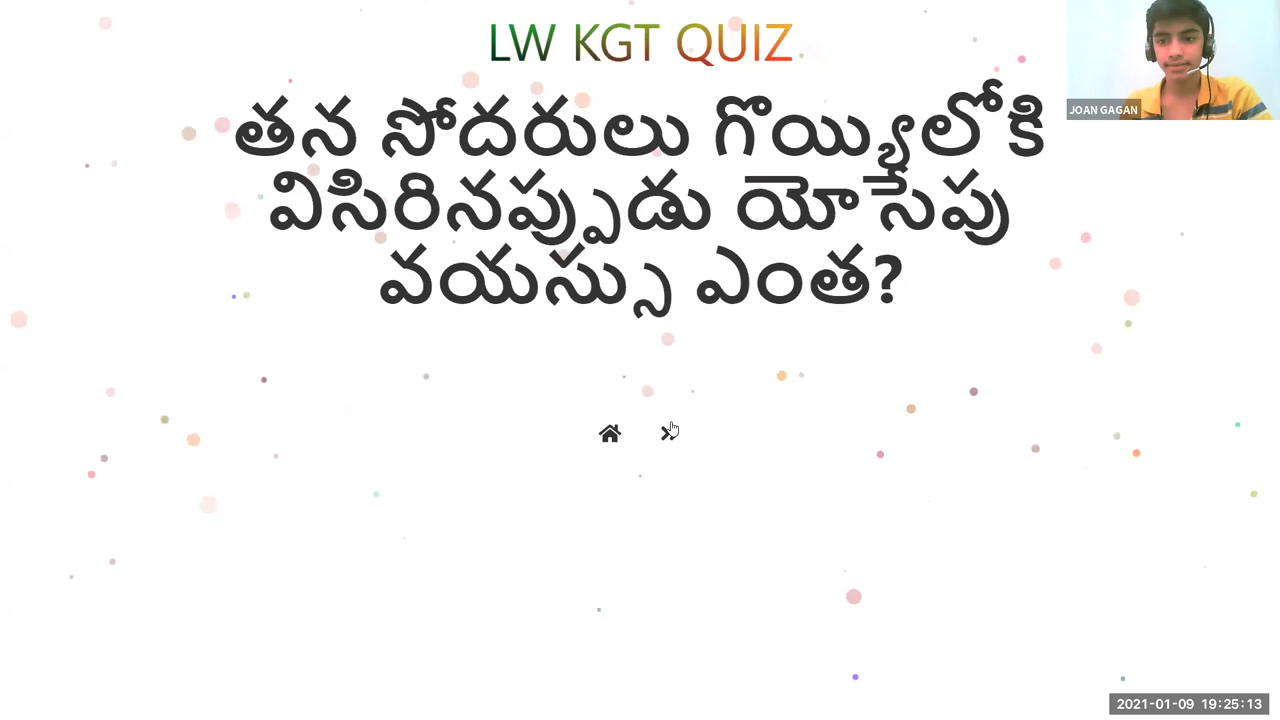 LW KGT QUIZ
JOAN GAGAN
తన సోదరులు గొయ్యిలోకి
విసిరినప్పుడు యోసేపు
వయస్సు ఎంత?
2021-01-09 19:25:13